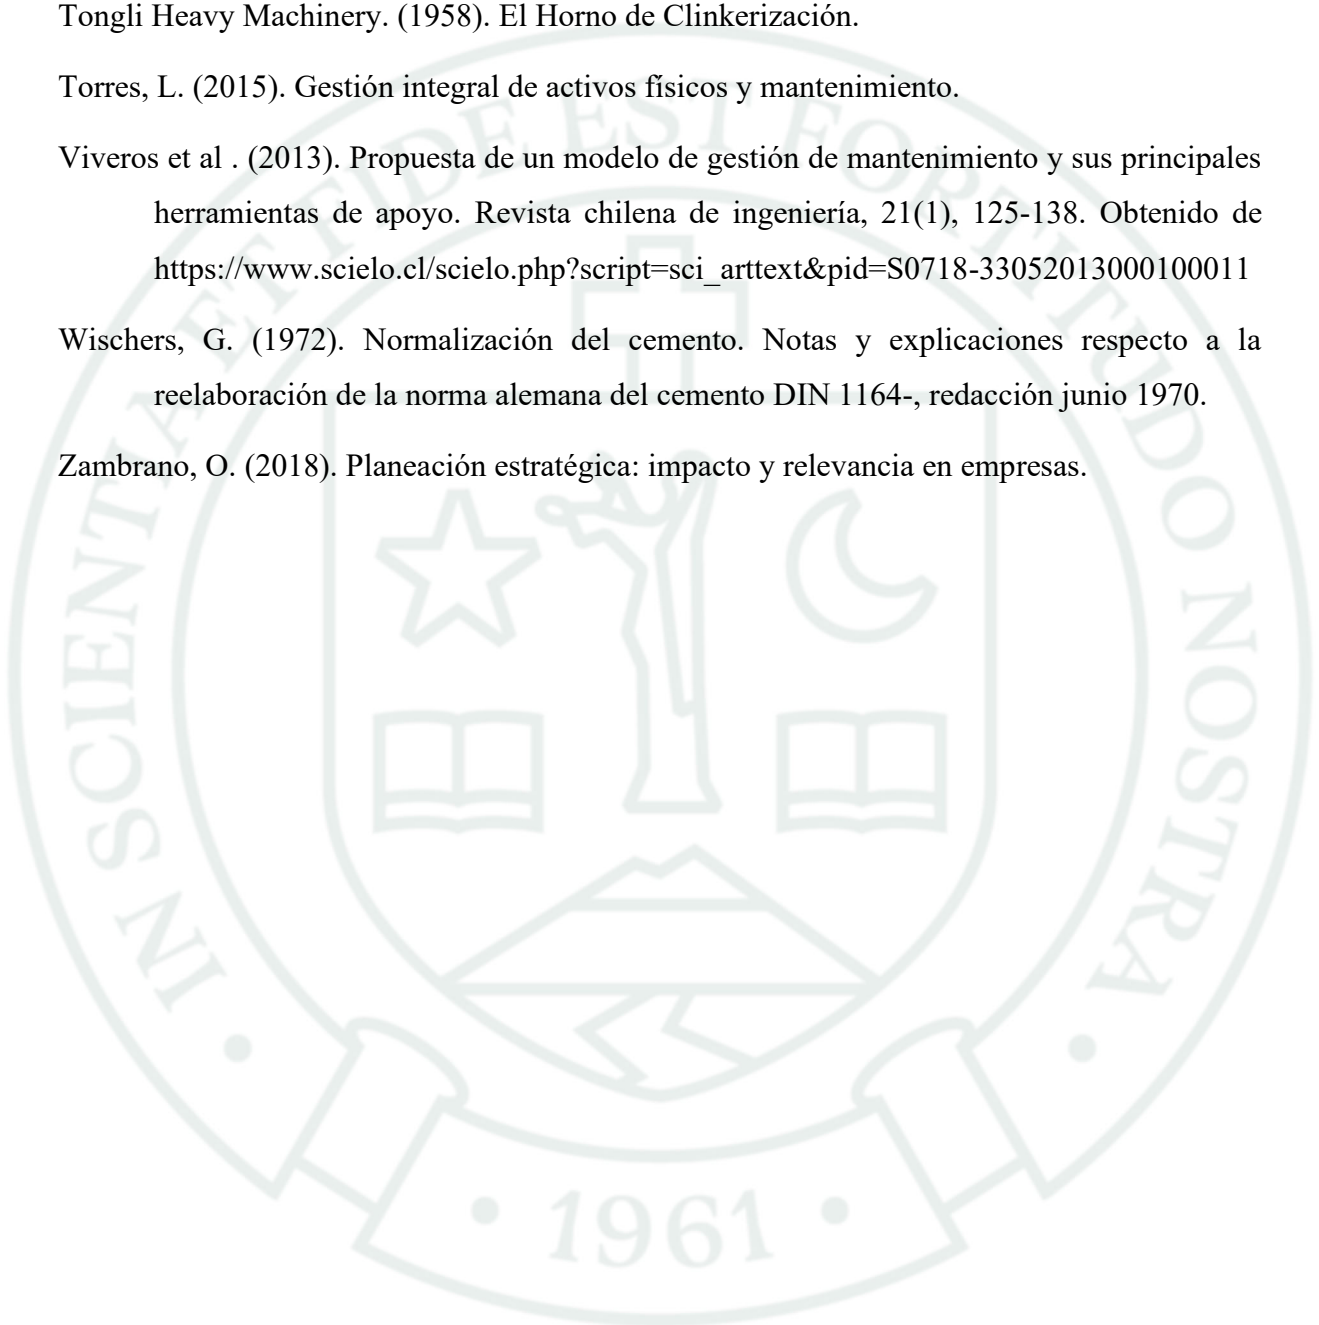 Tongli Heavy Machinery. (1958). El Horno de Clinkerización.
Torres, L. (2015). Gestión integral de activos físicos y mantenimiento.
Viveros et al . (2013). Propuesta de un modelo de gestión de mantenimiento y sus principales
herramientas de apoyo. Revista chilena de ingeniería, 21(1), 125-138. Obtenido de
https://www.scielo.cl/scielo.php?script=sci_arttext&pid=S0718-33052013000100011
Wischers, G. (1972). Normalización del cemento. Notas y explicaciones respecto a la
reelaboración de la norma alemana del cemento DIN 1164-, redacción junio 1970.
Zambrano, O. (2018). Planeación estratégica: impacto y relevancia en empresas.
IN SCIENTIA ET FIDE EST FORTITUDO NOSTRA
• 1961 •